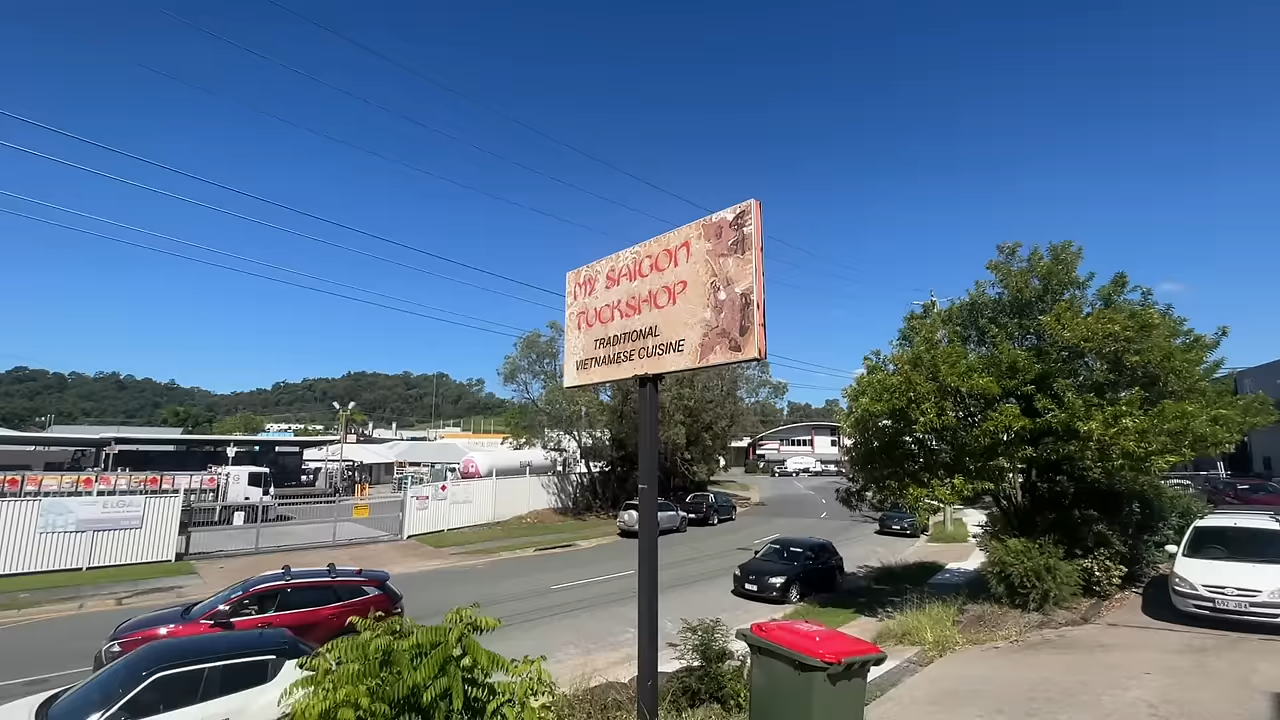 MY SAIGON
TUCKSHOP
TRADITIONAL
VIETNAMESE CUISINE
ELGAS